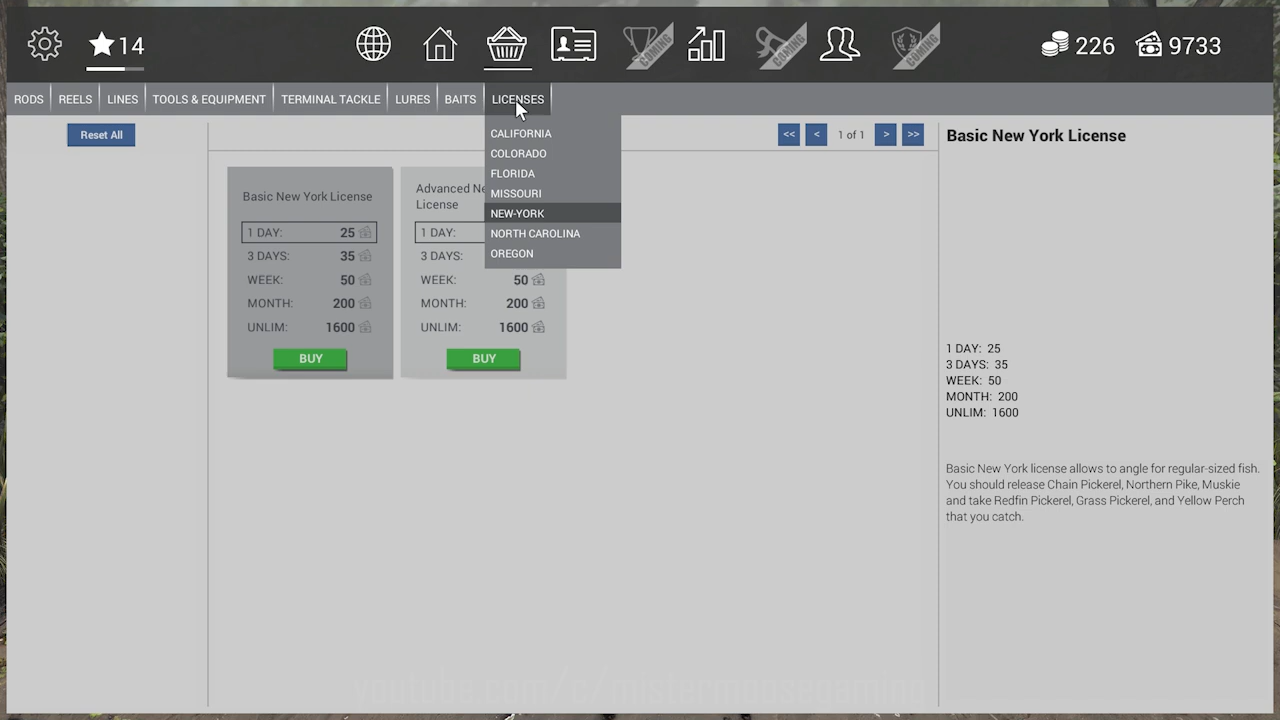 14
COMING
COMING
COMING
226
9733
RODS
REELS
LINES
TOOLS & EQUIPMENT
TERMINAL TACKLE
LURES
BAITS
LICENSES
CALIFORNIA
COLORADO
FLORIDA
MISSOURI
NEW-YORK
NORTH CAROLINA
OREGON
Reset All
<<
<
1 of 1
>
>>
Basic New York License
1 DAY: 25
3 DAYS: 35
WEEK: 50
MONTH: 200
UNLIM: 1600
BUY
Advanced Ne
License
1 DAY:
3 DAYS:
WEEK: 50
MONTH: 200
UNLIM: 1600
BUY
Basic New York License
1 DAY: 25
3 DAYS: 35
WEEK: 50
MONTH: 200
UNLIM: 1600
Basic New York license allows to angle for regular-sized fish.
You should release Chain Pickerel, Northern Pike, Muskie
and take Redfin Pickerel, Grass Pickerel, and Yellow Perch
that you catch.